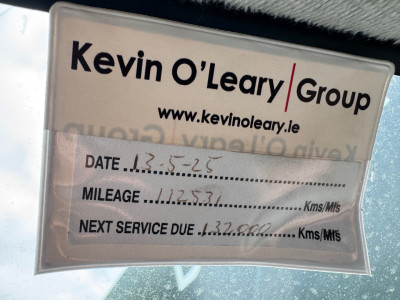 Kevin O'Leary | Group
www.kevinoleary.ie
DATE 13-5-25
MILEAGE 112531 Kms/Mls
NEXT SERVICE DUE 132000 Kms/Mls